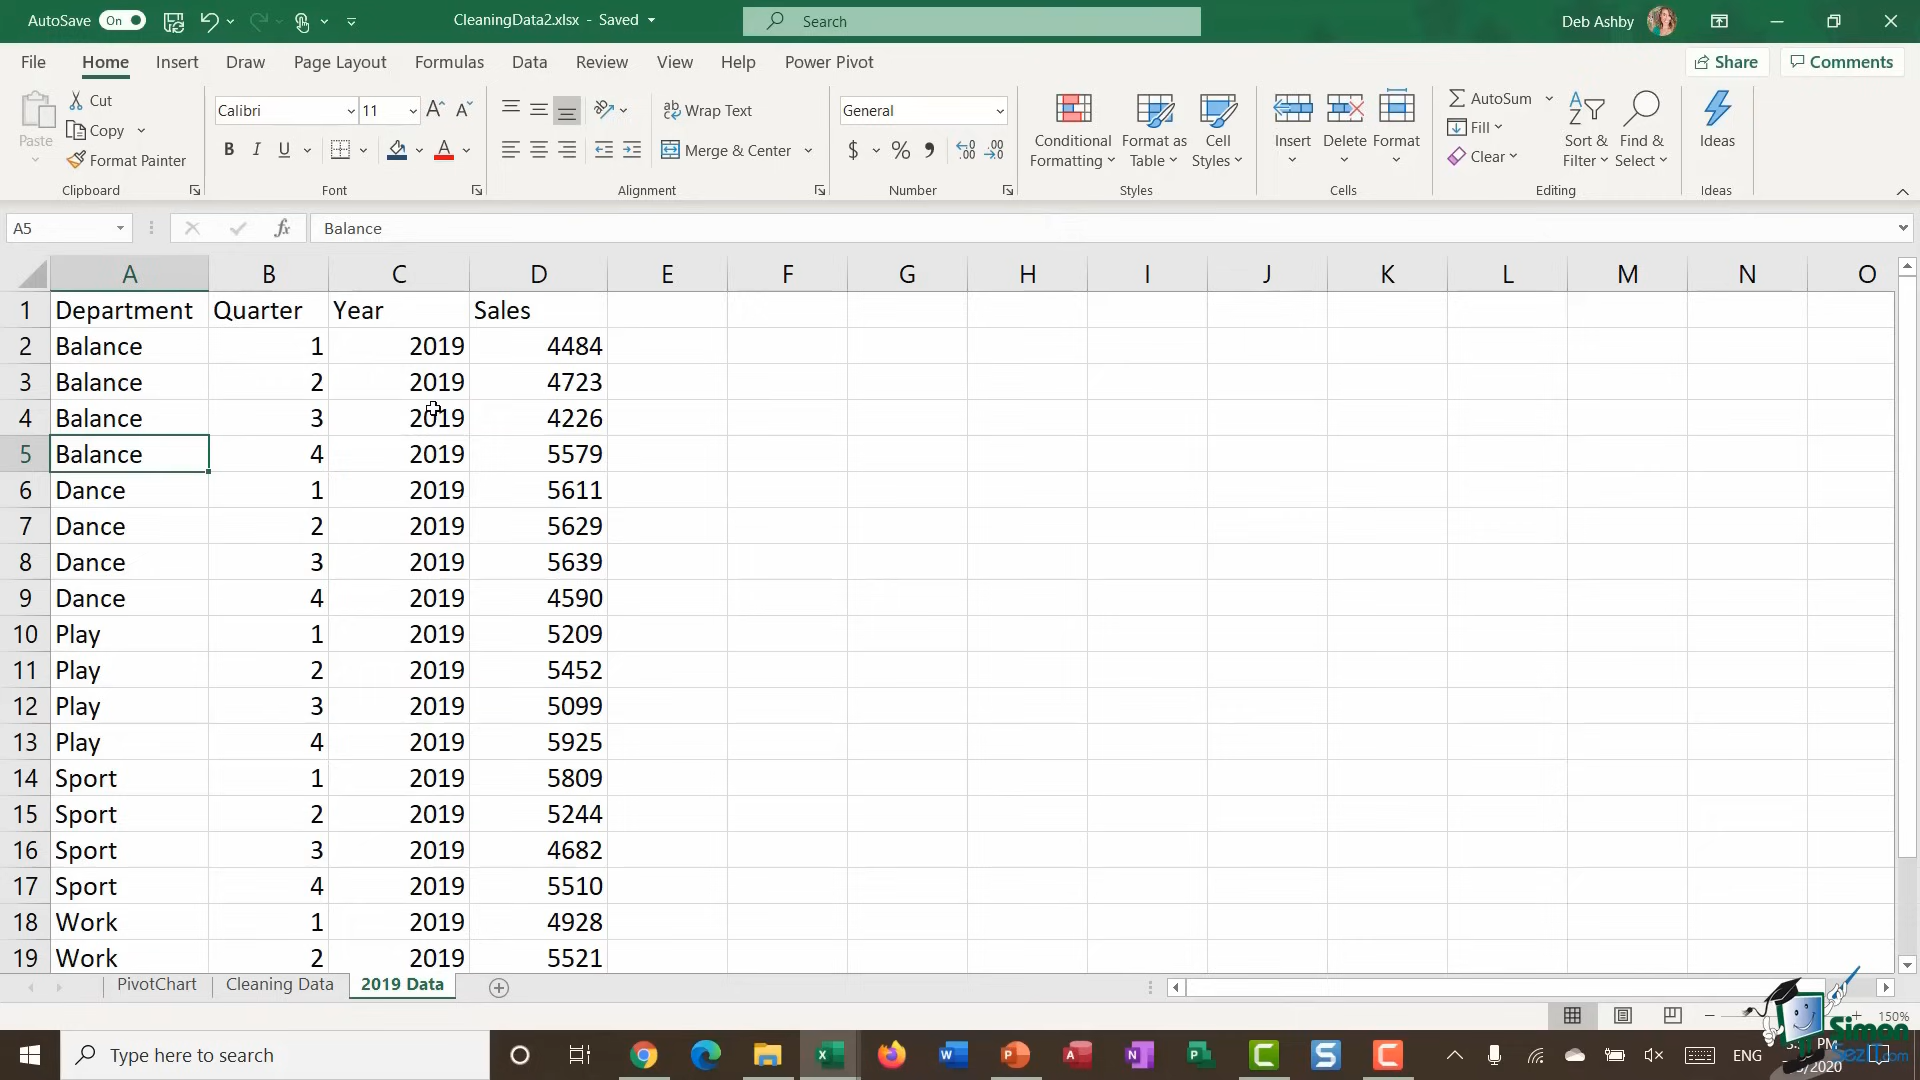 AutoSave On CleaningData2.xlsx - Saved Search Deb Ashby
File Home Insert Draw Page Layout Formulas Data Review View Help Power Pivot Share Comments
Paste Cut Copy Format Painter Clipboard
Calibri 11 B I U A Font
ab Wrap Text Merge & Center Alignment
General $ % Number
Conditional Formatting Format as Table Cell Styles Styles
Insert Delete Format Cells
AutoSum Fill Clear Sort & Filter Find & Select Editing
Ideas Ideas
A5 fx Balance
A B C D E F G H I J K L M N O
1 Department Quarter Year Sales
2 Balance 1 2019 4484
3 Balance 2 2019 4723
4 Balance 3 2019 4226
5 Balance 4 2019 5579
6 Dance 1 2019 5611
7 Dance 2 2019 5629
8 Dance 3 2019 5639
9 Dance 4 2019 4590
10 Play 1 2019 5209
11 Play 2 2019 5452
12 Play 3 2019 5099
13 Play 4 2019 5925
14 Sport 1 2019 5809
15 Sport 2 2019 5244
16 Sport 3 2019 4682
17 Sport 4 2019 5510
18 Work 1 2019 4928
19 Work 2 2019 5521
PivotChart Cleaning Data 2019 Data
150%
Simon SezIT.com
Type here to search ENG PM
/2020